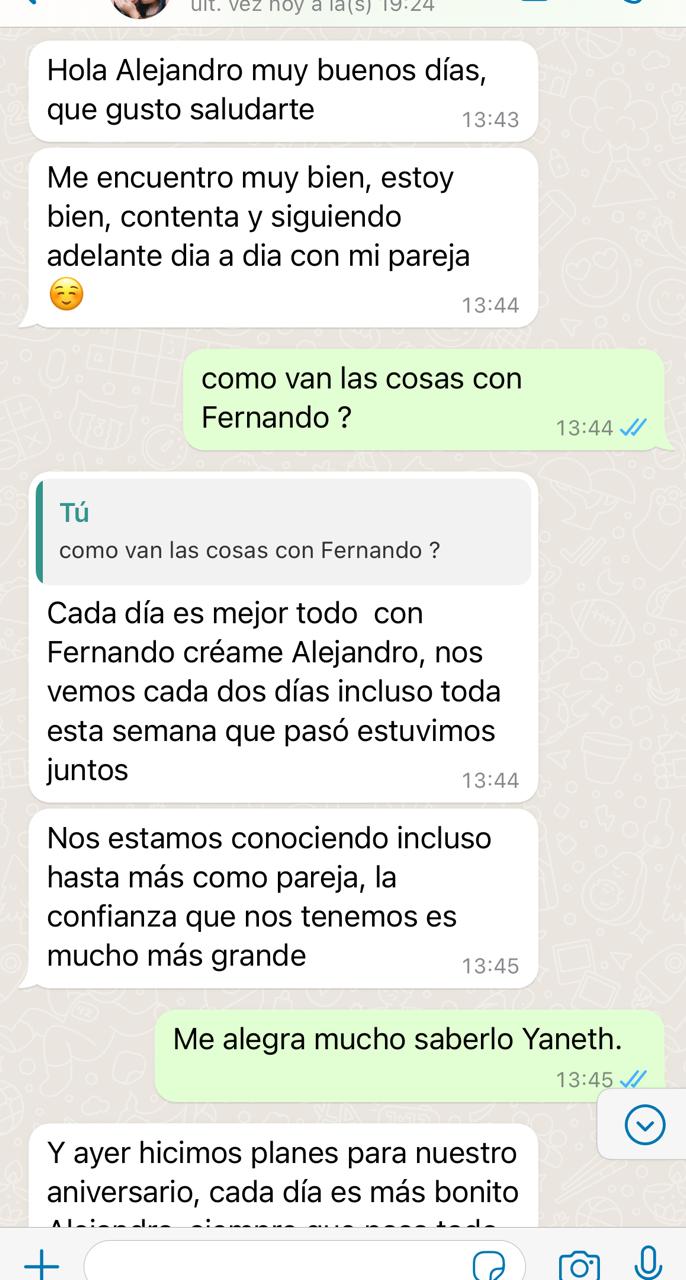 últ. vez hoy a la(s) 19:24
Hola Alejandro muy buenos días,
que gusto saludarte
13:43
Me encuentro muy bien, estoy
bien, contenta y siguiendo
adelante dia a dia con mi pareja
☺️
13:44
como van las cosas con
Fernando ?
13:44
Tú
como van las cosas con Fernando ?
Cada día es mejor todo  con
Fernando créame Alejandro, nos
vemos cada dos días incluso toda
esta semana que pasó estuvimos
juntos
13:44
Nos estamos conociendo incluso
hasta más como pareja, la
confianza que nos tenemos es
mucho más grande
13:45
Me alegra mucho saberlo Yaneth.
13:45
Y ayer hicimos planes para nuestro
aniversario, cada día es más bonito
Alejandro, siempre que pasa todo